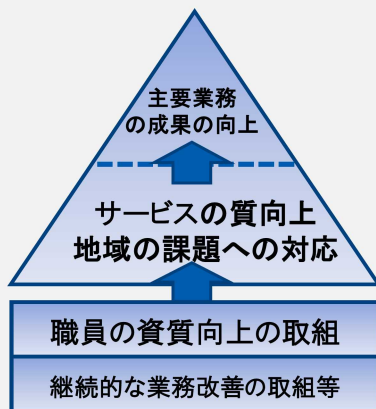 主要業務
の成果の向上
サービスの質向上
地域の課題への対応
職員の資質向上の取組
継続的な業務改善の取組等